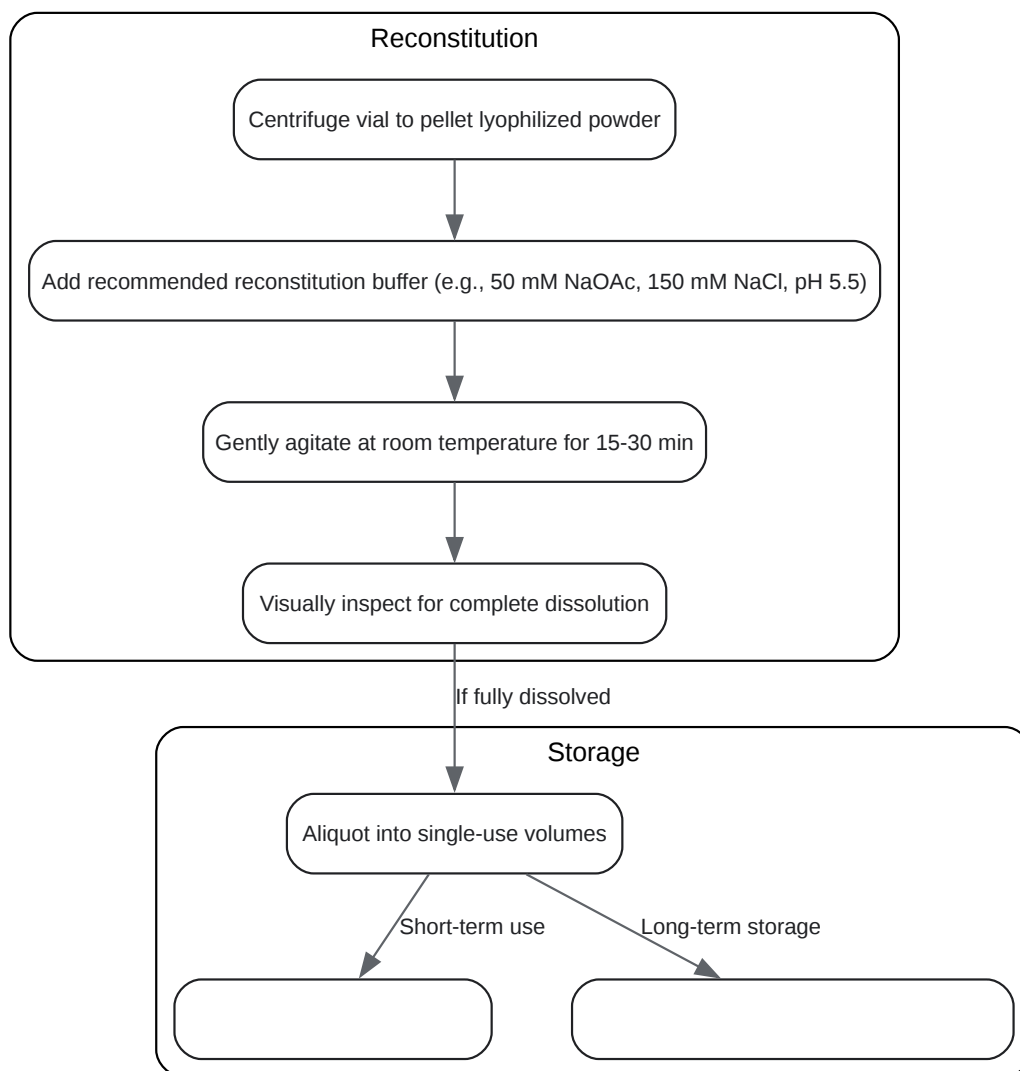 Reconstitution
Centrifuge vial to pellet lyophilized powder
Add recommended reconstitution buffer (e.g., 50 mM NaOAc, 150 mM NaCl, pH 5.5)
Gently agitate at room temperature for 15-30 min
Visually inspect for complete dissolution
If fully dissolved
Storage
Aliquot into single-use volumes
Short-term use
Long-term storage